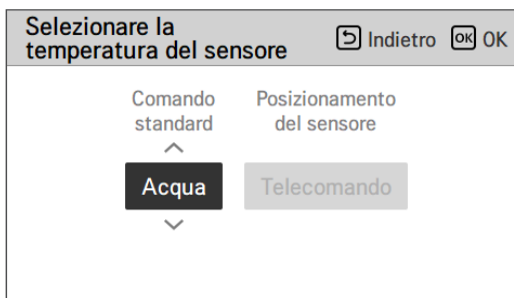 Selezionare la
temperatura del sensore
Indietro
OK OK
Comando
standard
Posizionamento
del sensore
Acqua
Telecomando